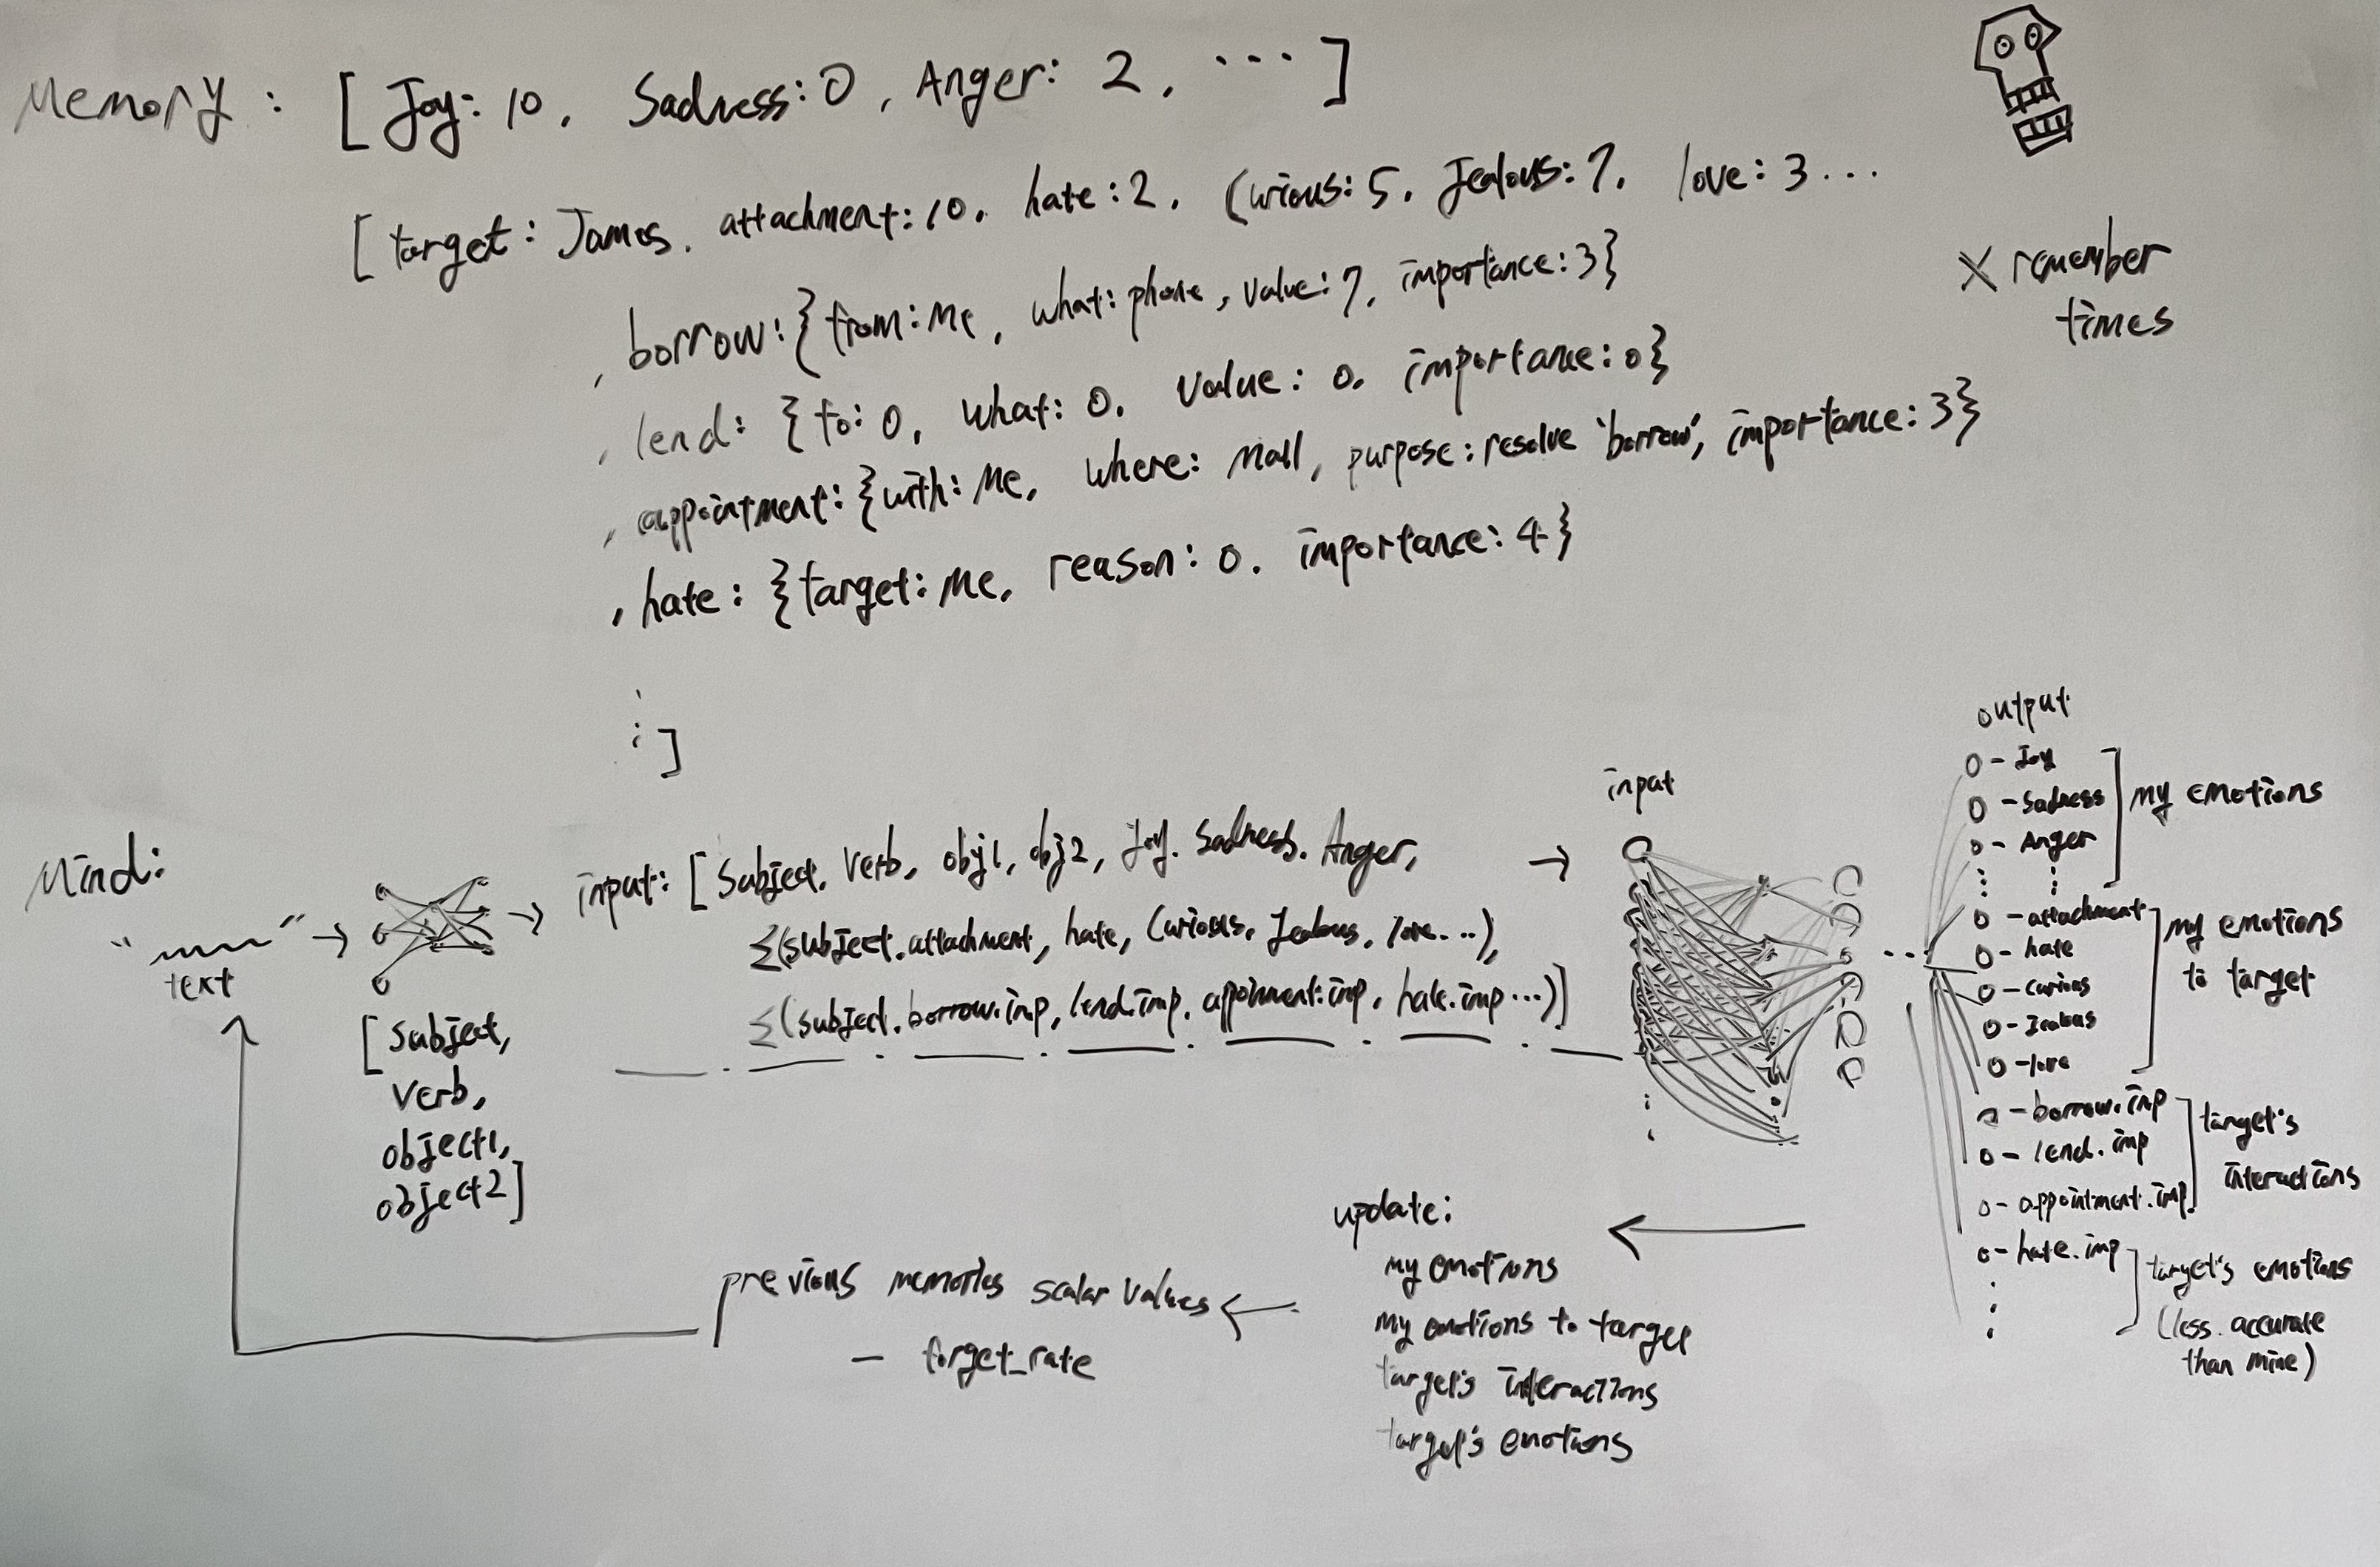 Memory : [ Joy: 10, Sadness: 0, Anger: 2, ... ]
[ target: James, attachment: 10, hate: 2, Curious: 5, Jealous: 7, love: 3 ...
, borrow: { from: Me, what: phone, value: 7, importance: 3}
, lend: { to: 0, what: 0, value: 0, importance: 0}
, appointment: { with: Me, where: Mall, purpose: resolve 'borrow', importance: 3}
, hate: { target: Me, reason: 0, importance: 4}
⋮ ]
X remember
times
Mind:
"~~~" → → input: [ Subject, verb, obj1, obj2, Joy, Sadness, Anger, →
Σ(subject.attachment, hate, Curious, Jealous, love...),
Σ(subject.borrow.imp, lend.imp, appoinment.imp, hate.imp ...)]
text
[ Subject,
verb,
object1,
object2 ]
input
output
O - Joy
O - Sadness
O - Anger
⋮ ⋮
my emotions
O - attachment
O - hate
O - curious
O - Jealous
O - love
my emotions
to target
O - borrow.imp
O - lend.imp
O - appointment.imp
target's
interactions
O - hate.imp
⋮
target's emotions
(less accurate
than mine)
update: ←
my emotions
my emotions to target
target's interactions
target's emotions
previous memories scalar values ←
- forget_rate